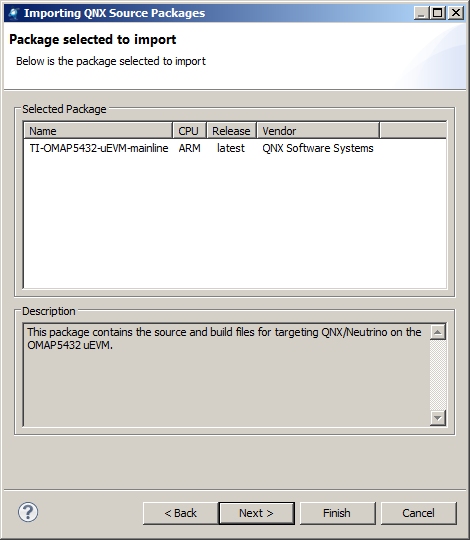 Importing QNX Source Packages
Package selected to import
Below is the package selected to import
Selected Package
Name CPU Release Vendor
TI-OMAP5432-uEVM-mainline ARM latest QNX Software Systems
Description
This package contains the source and build files for targeting QNX/Neutrino on the
OMAP5432 uEVM.
? < Back Next > Finish Cancel